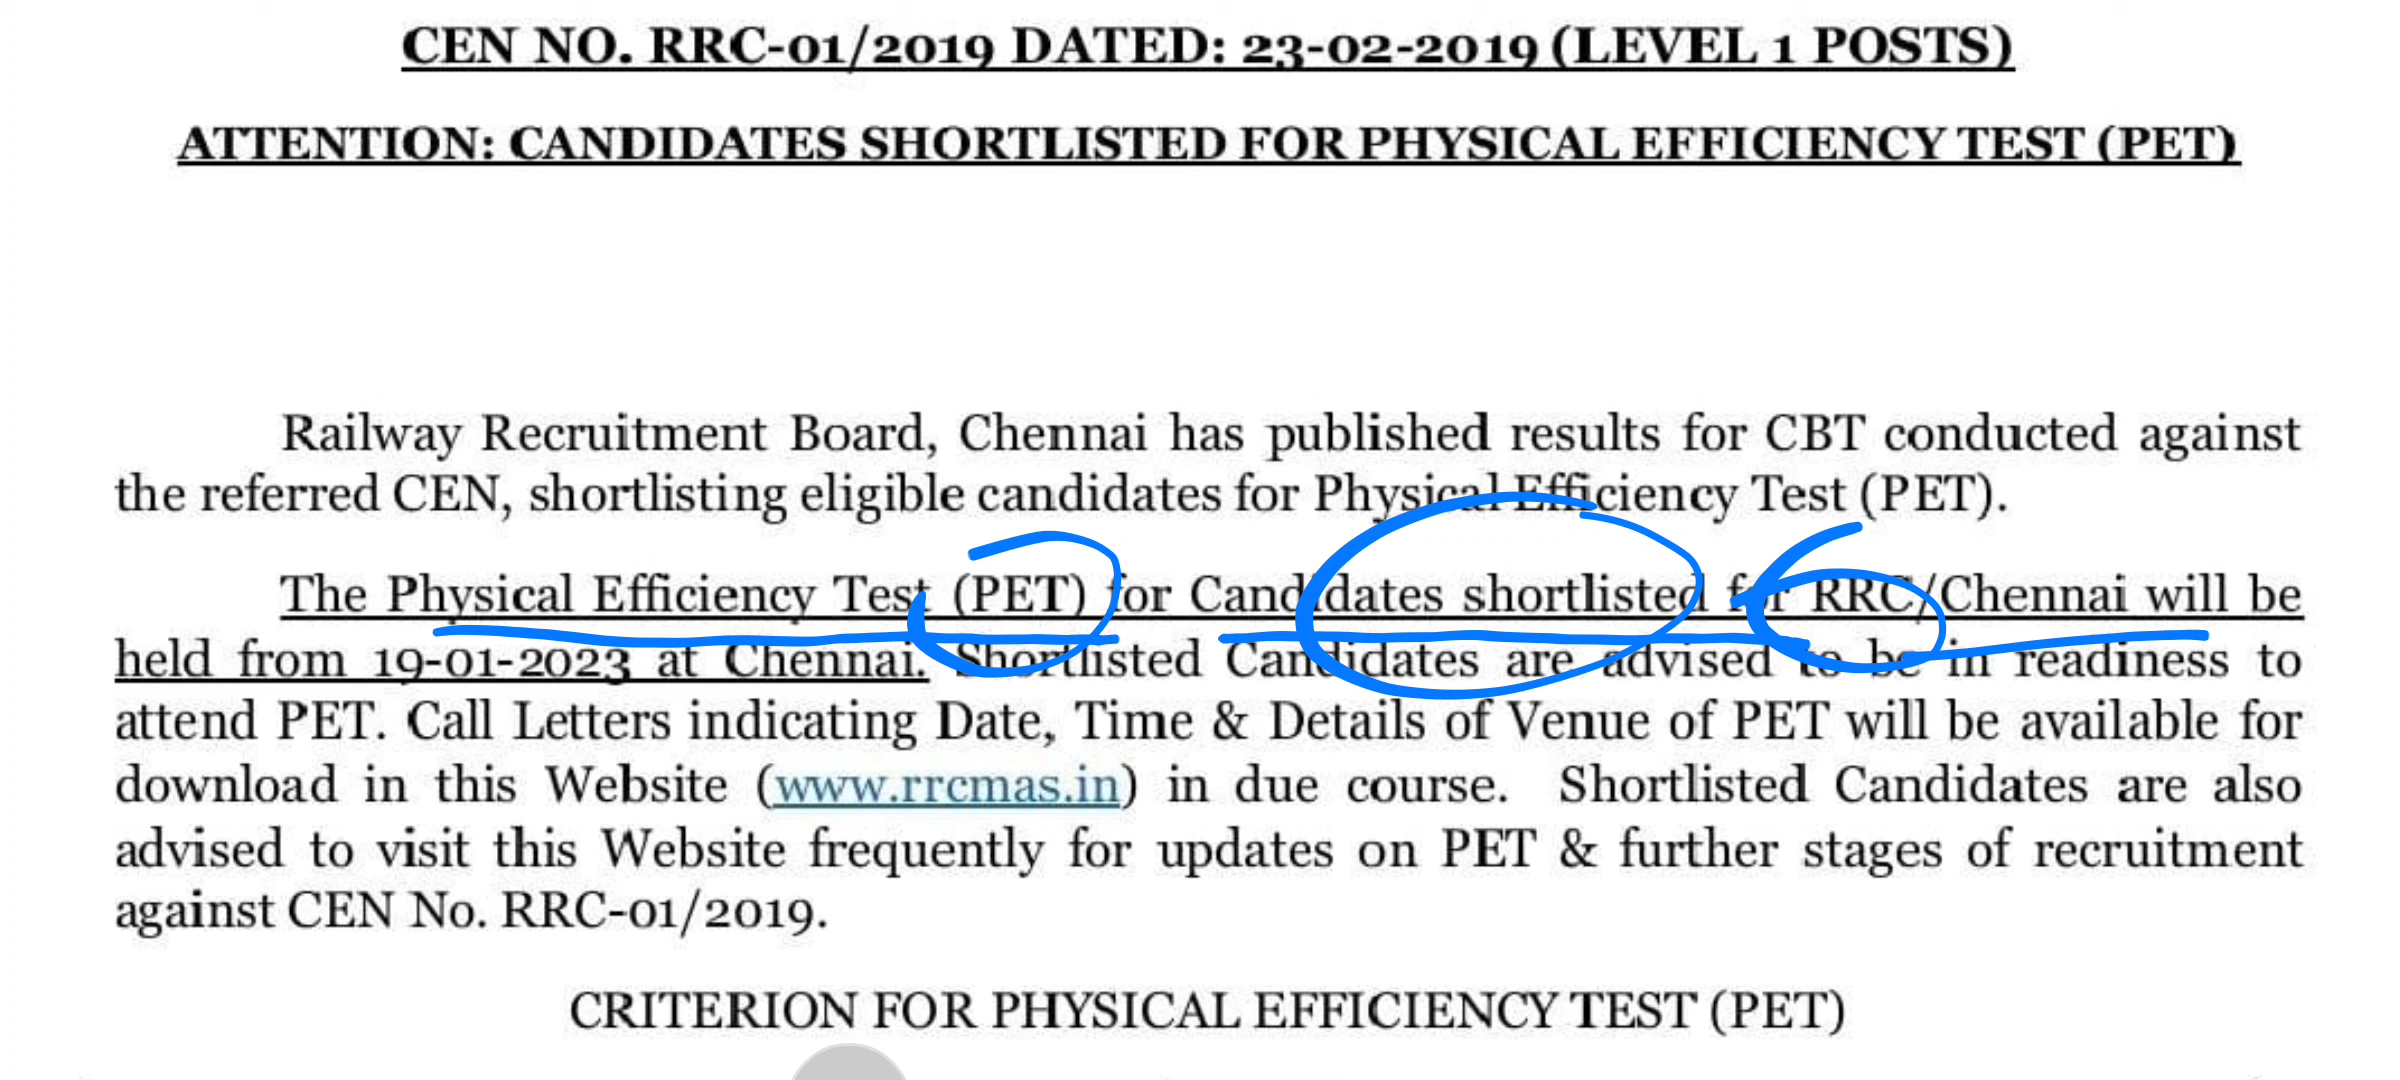 CEN NO. RRC-01/2019 DATED: 23-02-2019 (LEVEL 1 POSTS)
ATTENTION: CANDIDATES SHORTLISTED FOR PHYSICAL EFFICIENCY TEST (PET)
Railway Recruitment Board, Chennai has published results for CBT conducted against
the referred CEN, shortlisting eligible candidates for Physical Efficiency Test (PET).
The Physical Efficiency Test (PET) for Candidates shortlisted for RRC/Chennai will be
held from 19-01-2023 at Chennai. Shortlisted Candidates are advised to be in readiness to
attend PET. Call Letters indicating Date, Time & Details of Venue of PET will be available for
download in this Website (www.rrcmas.in) in due course. Shortlisted Candidates are also
advised to visit this Website frequently for updates on PET & further stages of recruitment
against CEN No. RRC-01/2019.
CRITERION FOR PHYSICAL EFFICIENCY TEST (PET)